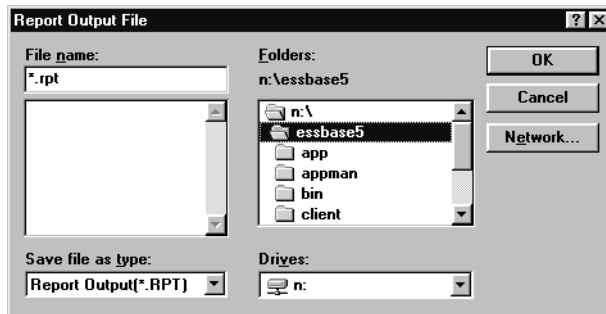 Report Output File
File name:
*.rpt
Folders:
n:\essbase5
n:\
essbase5
app
appman
bin
client
OK
Cancel
Network...
Save file as type:
Report Output(*.RPT)
Drives:
n: